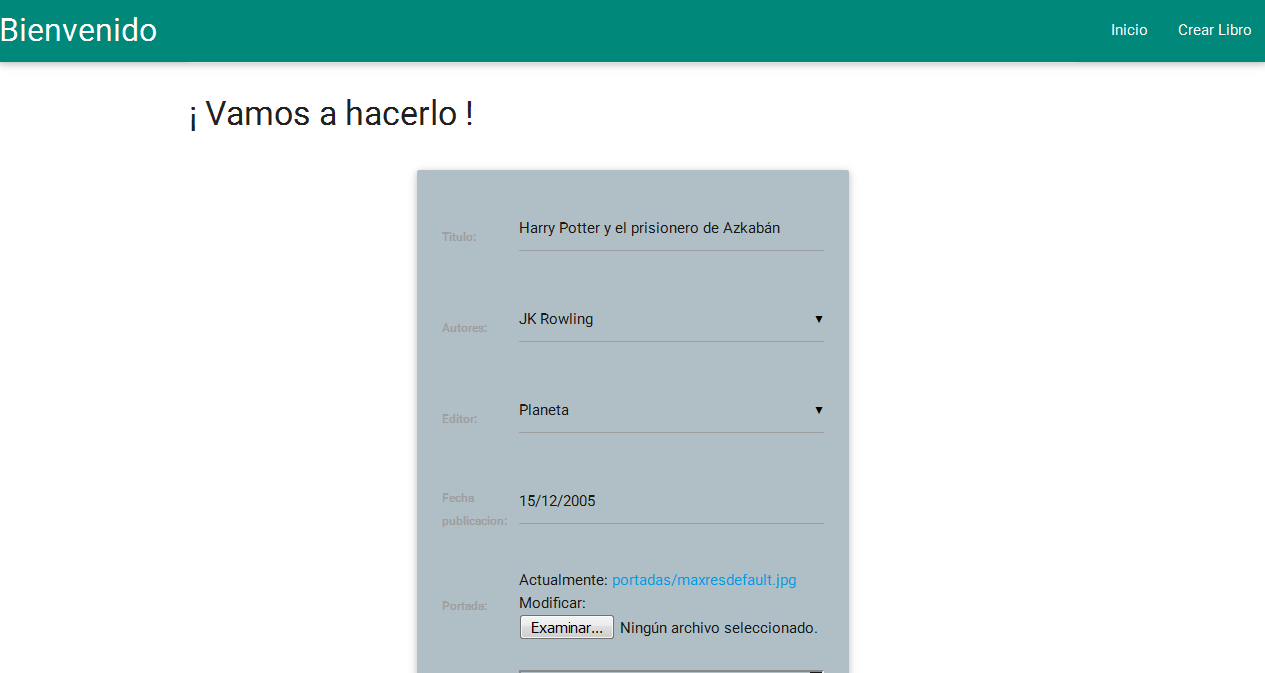 Bienvenido
Inicio
Crear Libro
¡ Vamos a hacerlo !
Titulo:
Harry Potter y el prisionero de Azkabán
Autores:
JK Rowling
Editor:
Planeta
Fecha
publicacion:
15/12/2005
Portada:
Actualmente: portadas/maxresdefault.jpg
Modificar:
Examinar... Ningún archivo seleccionado.